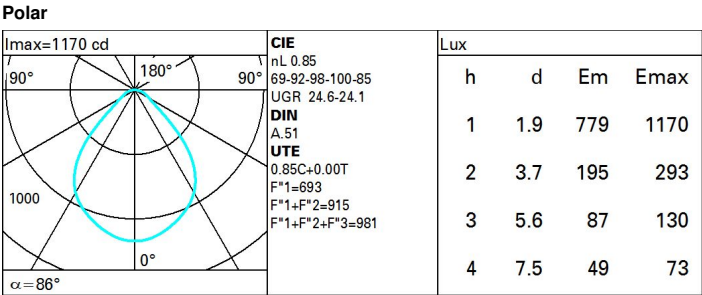 Polar
Imax=1170 cd
90° 180° 90°
1000
0°
α=86°
CIE
nL 0.85
69-92-98-100-85
UGR 24.6-24.1
DIN
A.51
UTE
0.85C+0.00T
F"1=693
F"1+F"2=915
F"1+F"2+F"3=981
Lux
h d Em Emax
1 1.9 779 1170
2 3.7 195 293
3 5.6 87 130
4 7.5 49 73